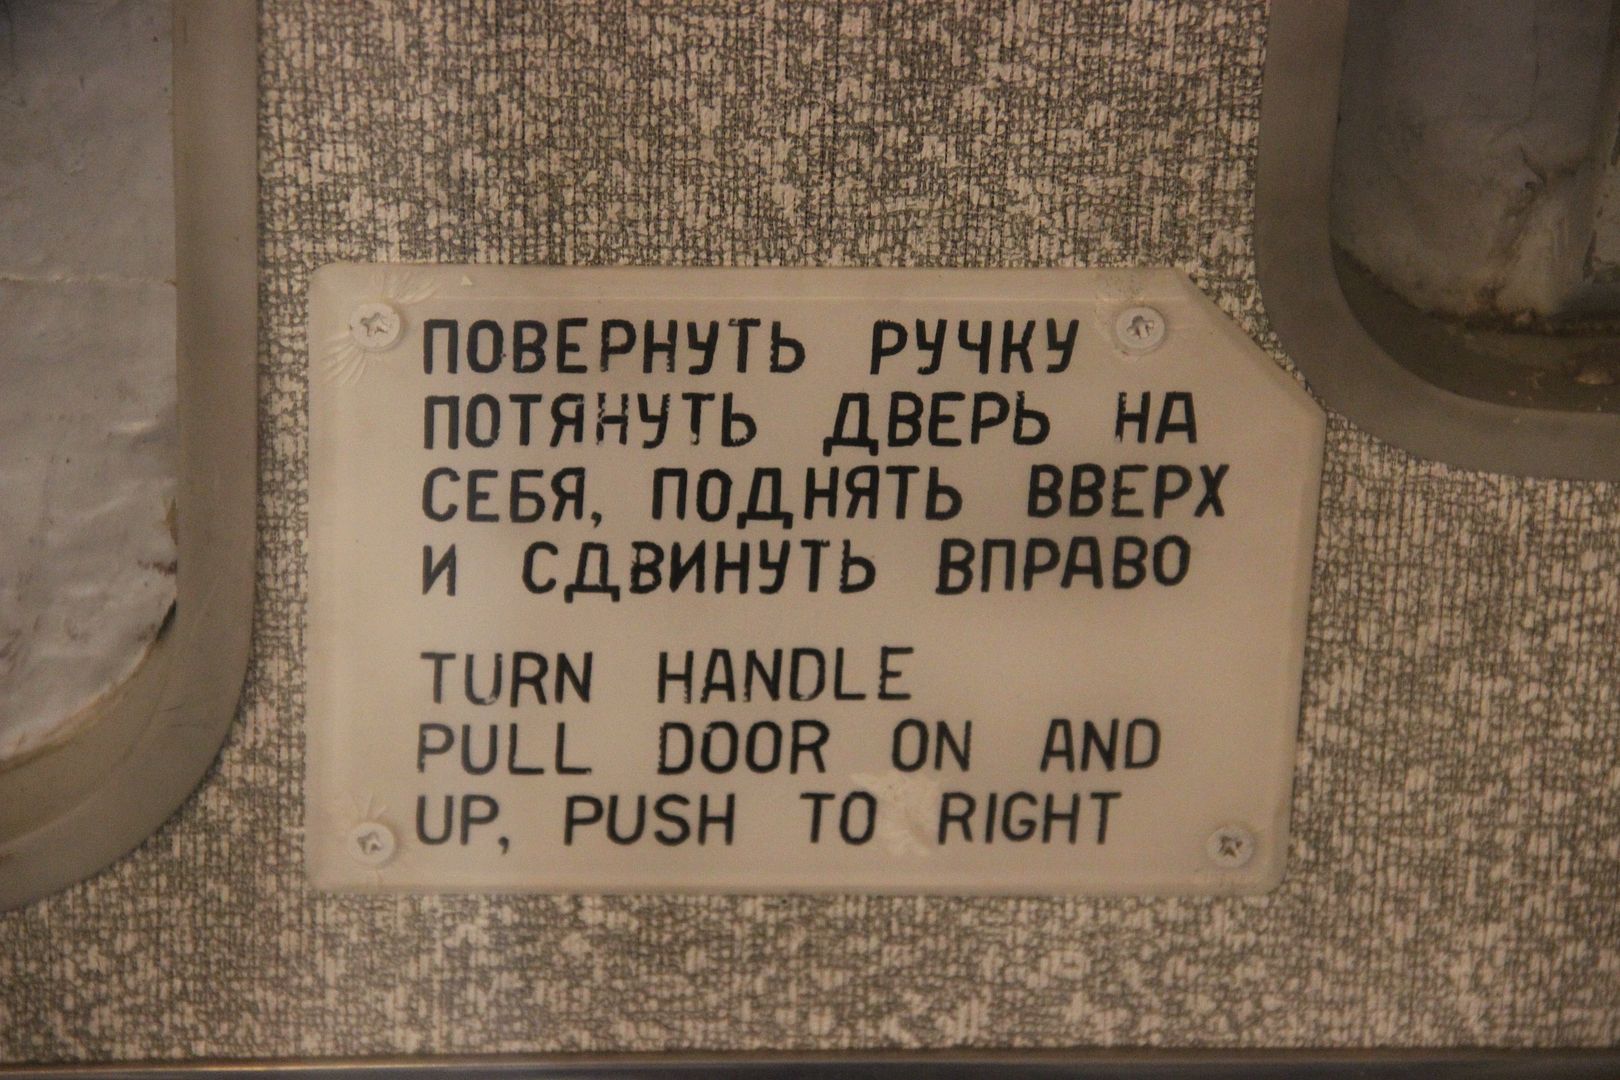 ПОВЕРНУТЬ РУЧКУ
ПОТЯНУТЬ ДВЕРЬ НА
СЕБЯ, ПОДНЯТЬ ВВЕРХ
И СДВИНУТЬ ВПРАВО
TURN HANDLE
PULL DOOR ON AND
UP, PUSH TO RIGHT